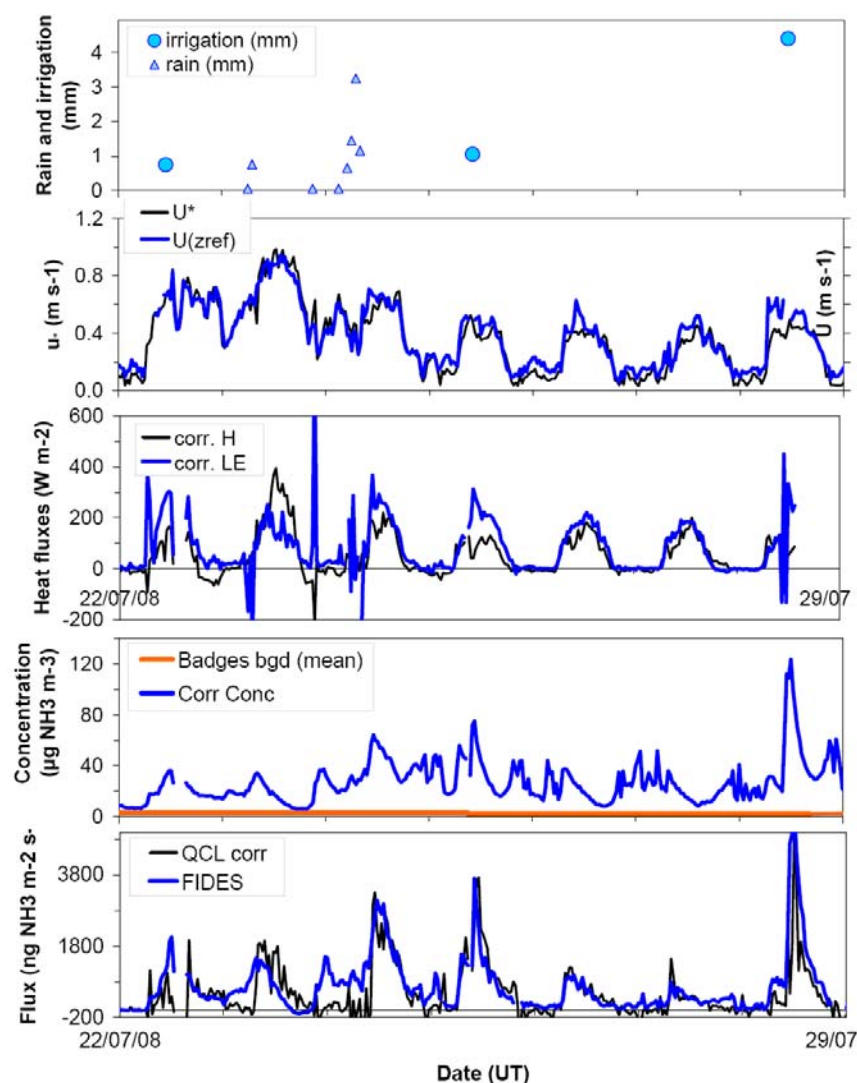 irrigation (mm)
rain (mm)
Rain and irrigation
(mm)
4
3
2
1
0
U*
U(zref)
u- (m s-1)
U (m s-1)
1.2
0.8
0.4
0.0
corr. H
corr. LE
Heat fluxes (W m-2)
600
400
200
0
-200
22/07/08
29/07
Badges bgd (mean)
Corr Conc
Concentration
(µg NH3 m-3)
120
80
40
0
QCL corr
FIDES
Flux (ng NH3 m-2 s-
3800
1800
-200
22/07/08
29/07
Date (UT)